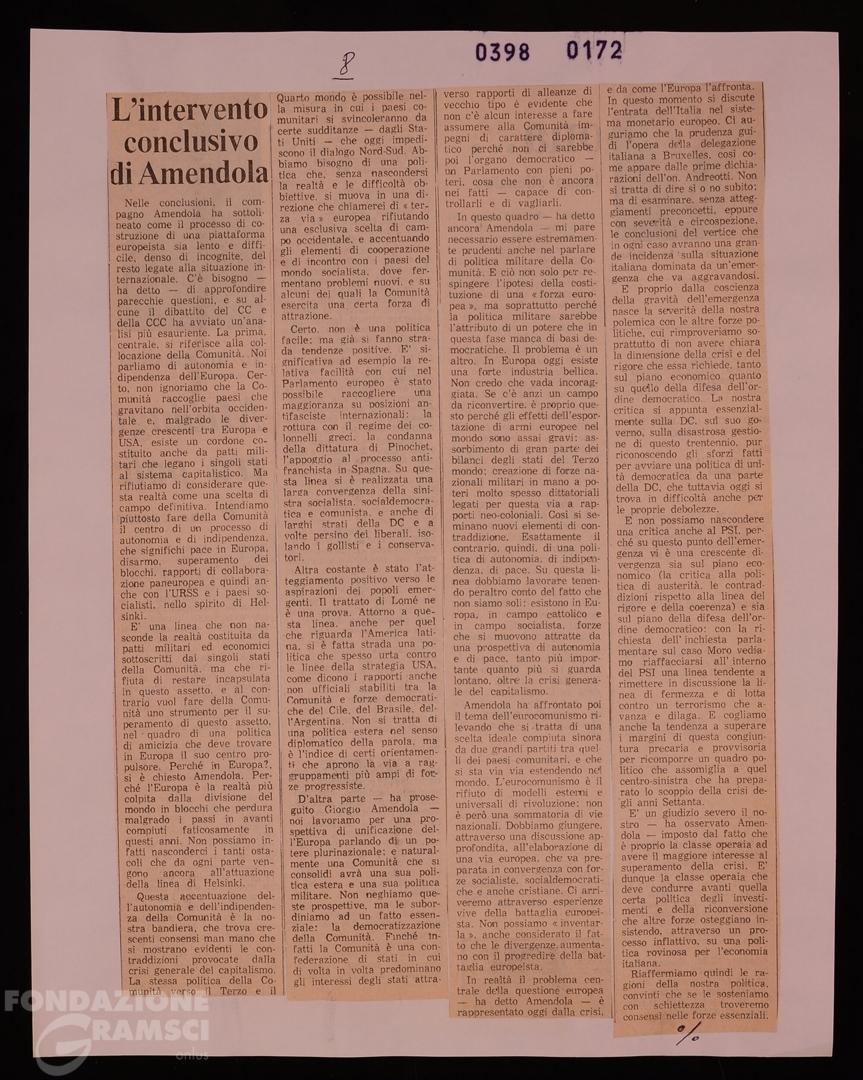 8
0398 0172
L'intervento
conclusivo
di Amendola
Nelle conclusioni, il com-
pagno Amendola ha sottoli-
neato come il processo di co-
struzione di una piattaforma
europeista sia lento e diffi-
cile, denso di incognite, del
resto legate alla situazione in-
ternazionale. C'è bisogno —
ha detto — di approfondire
parecchie questioni, e su al-
cune il dibattito del CC e
della CCC ha avviato un'ana-
lisi più esauriente. La prima,
centrale, si riferisce alla col-
locazione della Comunità. Noi
parliamo di autonomia e in-
dipendenza dell'Europa. Cer-
to, non ignoriamo che la Co-
munità raccoglie paesi che
gravitano nell'orbita occiden-
tale e, malgrado le diver-
genze crescenti tra Europa e
USA, esiste un cordone co-
stituito anche da patti mili-
tari che legano i singoli stati
al sistema capitalistico. Ma
rifiutiamo di considerare que-
sta realtà come una scelta di
campo definitiva. Intendiamo
piuttosto fare della Comunità
il centro di un processo di
autonomia e di indipendenza,
che significhi pace in Europa,
disarmo, superamento dei
blocchi, rapporti di collabora-
zione paneuropea e quindi an-
che con l'URSS e i paesi so-
cialisti, nello spirito di Hel-
sinki.
E' una linea che non na-
sconde la realtà costituita da
patti militari ed economici
sottoscritti dai singoli stati
della Comunità, ma che ri-
fiuta di restare incapsulata
in questo assetto, e al con-
trario vuol fare della Comu-
nità uno strumento per il su-
peramento di questo assetto,
nel quadro di una politica
di amicizia che deve trovare
in Europa il suo centro pro-
pulsore. Perché in Europa?,
si è chiesto Amendola. Per-
ché l'Europa è la realtà più
colpita dalla divisione del
mondo in blocchi che perdura
malgrado i passi in avanti
compiuti faticosamente in
questi anni. Non possiamo in-
fatti nasconderci i tanti osta-
coli che da ogni parte ven-
gono ancora all'attuazione
della linea di Helsinki.
Questa accentuazione del-
l'autonomia e dell'indipenden-
za della Comunità è la no-
stra bandiera, che trova cre-
scenti consensi man mano che
si mostrano evidenti le con-
traddizioni provocate dalla
crisi generale del capitalismo.
La stessa politica della Co-
munità verso il Terzo e il
Quarto mondo è possibile nel-
la misura in cui i paesi co-
munitari si svincoleranno da
certe sudditanze — dagli Sta-
ti Uniti — che oggi impedi-
scono il dialogo Nord-Sud. Ab-
biamo bisogno di una poli-
tica che, senza nascondersi
la realtà e le difficoltà ob-
biettive, si muova in una di-
rezione che chiamerei di « ter-
za via » europea rifiutando
una esclusiva scelta di cam-
po occidentale, e accentuando
gli elementi di cooperazione
e di incontro con i paesi del
mondo socialista, dove fer-
mentano problemi nuovi, e su
alcuni dei quali la Comunità
esercita una certa forza di
attrazione.
Certo, non è una politica
facile; ma già si fanno stra-
da tendenze positive. E' si-
gnificativa ad esempio la re-
lativa facilità con cui nel
Parlamento europeo è stato
possibile raccogliere una
maggioranza su posizioni an-
tifasciste internazionali: la
rottura con il regime dei co-
lonnelli greci, la condanna
della dittatura di Pinochet,
l'appoggio al processo anti-
franchista in Spagna. Su que-
sta linea si è realizzata una
larga convergenza della sini-
stra socialista, socialdemocra-
tica e comunista, e anche di
larghi strati della DC e a
volte persino dei liberali, iso-
lando i gollisti e i conserva-
tori.
Altra costante è stato l'at-
teggiamento positivo verso le
aspirazioni dei popoli emer-
genti. Il trattato di Lomé ne
è una prova. Attorno a que-
sta linea, anche per quel
che riguarda l'America lati-
na, si è fatta strada una po-
litica che spesso urta contro
le linee della strategia USA,
come dicono i rapporti anche
non ufficiali stabiliti tra la
Comunità e forze democrati-
che del Cile, del Brasile, del-
l'Argentina. Non si tratta di
una politica estera nel senso
diplomatico della parola, ma
è l'indice di certi orientamen-
ti che aprono la via a rag-
gruppamenti più ampi di for-
ze progressiste.
D'altra parte — ha prose-
guito Giorgio Amendola —
noi lavoriamo per una pro-
spettiva di unificazione del-
l'Europa parlando di un po-
tere plurinazionale; e natural-
mente una Comunità che si
consolidi avrà una sua poli-
tica estera e una sua politica
militare. Non neghiamo que-
ste prospettive, ma le subor-
diniamo ad un fatto essen-
ziale: la democratizzazione
della Comunità. Finché in-
fatti la Comunità è una con-
federazione di stati in cui
di volta in volta predominano
gli interessi degli stati attra-
verso rapporti di alleanze di
vecchio tipo è evidente che
non c'è alcun interesse a fare
assumere alla Comunità im-
pegni di carattere diploma-
tico perché non ci sarebbe
poi l'organo democratico —
un Parlamento con pieni po-
teri, cosa che non è ancora
nei fatti — capace di con-
trollarli e di vagliarli.
In questo quadro — ha detto
ancora Amendola — mi pare
necessario essere estremamen-
te prudenti anche nel parlare
di politica militare della Co-
munità. E ciò non solo per re-
spingere l'ipotesi della costi-
tuzione di una « forza euro-
pea », ma soprattutto perché
la politica militare sarebbe
l'attributo di un potere che in
questa fase manca di basi de-
mocratiche. Il problema è un
altro. In Europa oggi esiste
una forte industria bellica.
Non credo che vada incorag-
giata. Se c'è anzi un campo
da riconvertire, è proprio que-
sto perché gli effetti dell'espor-
tazione di armi europee nel
mondo sono assai gravi: as-
sorbimento di gran parte dei
bilanci degli stati del Terzo
mondo; creazione di forze na-
zionali militari in mano a po-
teri molto spesso dittatoriali
legati per questa via a rap-
porti neo-coloniali. Così si se-
minano nuovi elementi di con-
traddizione. Esattamente il
contrario, quindi, di una poli-
tica di autonomia, di indipen-
denza, di pace. Su questa li-
nea dobbiamo lavorare tenen-
do peraltro conto del fatto che
non siamo soli: esistono in Eu-
ropa, in campo cattolico e
in campo socialista, forze
che si muovono attratte da
una prospettiva di autonomia
e di pace, tanto più impor-
tante quanto più si guarda
lontano, oltre la crisi genera-
le del capitalismo.
Amendola ha affrontato poi
il tema dell'eurocomunismo ri-
levando che si tratta di una
scelta ideale compiuta sinora
da due grandi partiti tra quel-
li dei paesi comunitari, e che
si sta via via estendendo nel
mondo. L'eurocomunismo è il
rifiuto di modelli esterni e
universali di rivoluzione; non
è però una sommatoria di vie
nazionali. Dobbiamo giungere,
attraverso una discussione ap-
profondita, all'elaborazione di
una via europea, che va pre-
parata in convergenza con for-
ze socialiste, socialdemocrati-
che e anche cristiane. Ci arri-
veremo attraverso esperienze
vive della battaglia europei-
sta. Non possiamo « inventar-
la », anche considerato il fat-
to che le divergenze aumenta-
no con il progredire della bat-
taglia europeista.
In realtà il problema cen-
trale della questione europea
— ha detto Amendola — è
rappresentato oggi dalla crisi,
e da come l'Europa l'affronta.
In questo momento si discute
l'entrata dell'Italia nel siste-
ma monetario europeo. Ci au-
guriamo che la prudenza gui-
di l'opera della delegazione
italiana a Bruxelles, così co-
me appare dalle prime dichia-
razioni dell'on. Andreotti. Non
si tratta di dire sì o no subito;
ma di esaminare, senza atteg-
giamenti preconcetti, eppure
con severità e circospezione,
le conclusioni del vertice che
in ogni caso avranno una gran-
de incidenza sulla situazione
italiana dominata da un'emer-
genza che va aggravandosi.
E proprio dalla coscienza
della gravità dell'emergenza
nasce la severità della nostra
polemica con le altre forze po-
litiche, cui rimproveriamo so-
prattutto di non avere chiara
la dimensione della crisi e del
rigore che essa richiede, tanto
sul piano economico quanto
su quello della difesa dell'or-
dine democratico. La nostra
critica si appunta essenzial-
mente sulla DC, sul suo go-
verno, sulla disastrosa gestio-
ne di questo trentennio, pur
riconoscendo gli sforzi fatti
per avviare una politica di uni-
tà democratica da una parte
della DC, che tuttavia oggi si
trova in difficoltà anche per
le proprie debolezze.
E non possiamo nascondere
una critica anche al PSI, per-
ché su questo punto dell'emer-
genza vi è una crescente di-
vergenza sia sul piano econo-
nomico (la critica alla poli-
tica di austerità, le contrad-
dizioni rispetto alla linea del
rigore e della coerenza) e sia
sul piano della difesa dell'or-
dine democratico: con la ri-
chiesta dell'inchiesta parla-
mentare sul caso Moro vedia-
mo riaffacciarsi all'interno
del PSI una linea tendente a
rimettere in discussione la li-
nea di fermezza e di lotta
contro un terrorismo che a-
vanza e dilaga. E cogliamo
anche la tendenza a superare
i margini di questa congiun-
tura precaria e provvisoria
per ricomporre un quadro po-
litico che assomiglia a quel
centro-sinistra che ha prepa-
rato lo scoppio della crisi de-
gli anni Settanta.
E' un giudizio severo il no-
stro — ha osservato Amen-
dola — imposto dal fatto che
è proprio la classe operaia ad
avere il maggiore interesse al
superamento della crisi. E'
dunque la classe operaia che
deve condurre avanti quella
certa politica degli investi-
menti e della riconversione
che altre forze osteggiano in-
sistendo, attraverso un pro-
cesso inflattivo, su una poli-
tica rovinosa per l'economia
italiana.
Riaffermiamo quindi le ra-
gioni della nostra politica,
convinti che se le sosteniamo
con schiettezza troveremo
consensi nelle forze essenziali.
%
FONDAZIONE
GRAMSCI
onlus